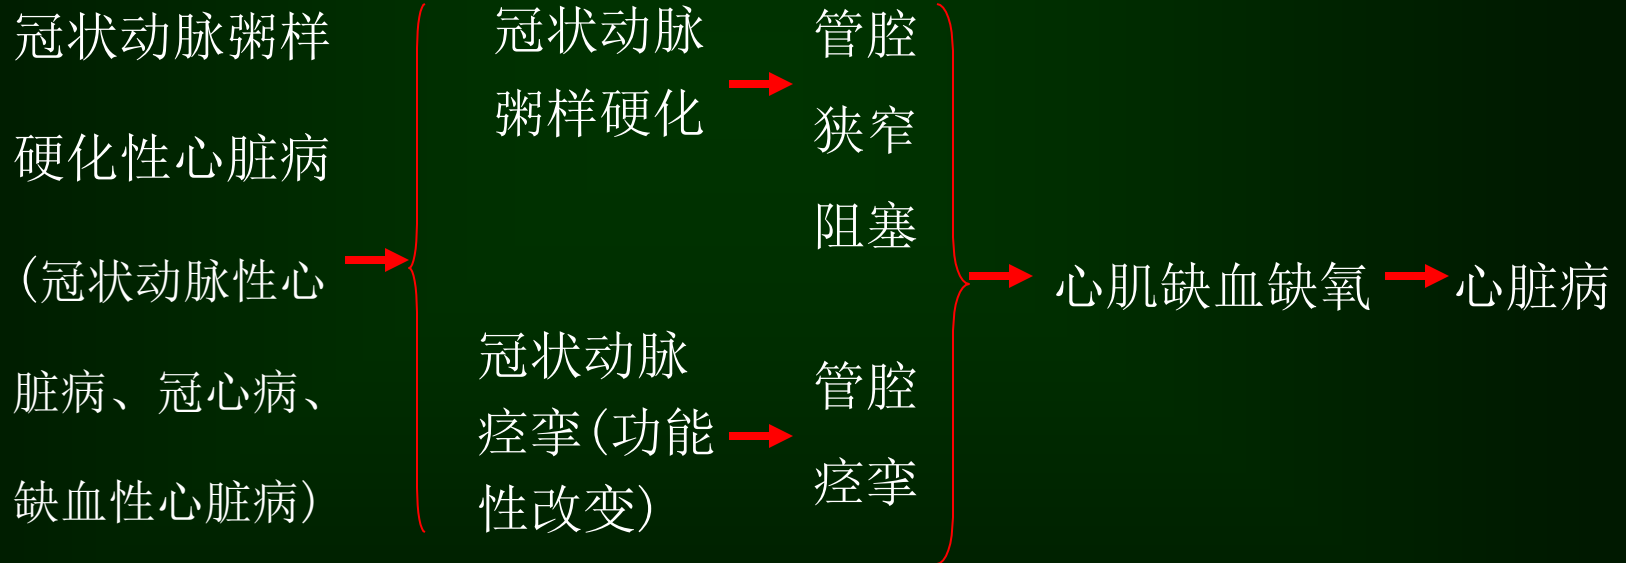 冠状动脉粥样
硬化性心脏病
(冠状动脉性心
脏病、冠心病、
缺血性心脏病)
冠状动脉
粥样硬化
管腔
狭窄
阻塞
冠状动脉
痉挛(功能
性改变)
管腔
痉挛
心肌缺血缺氧
心脏病